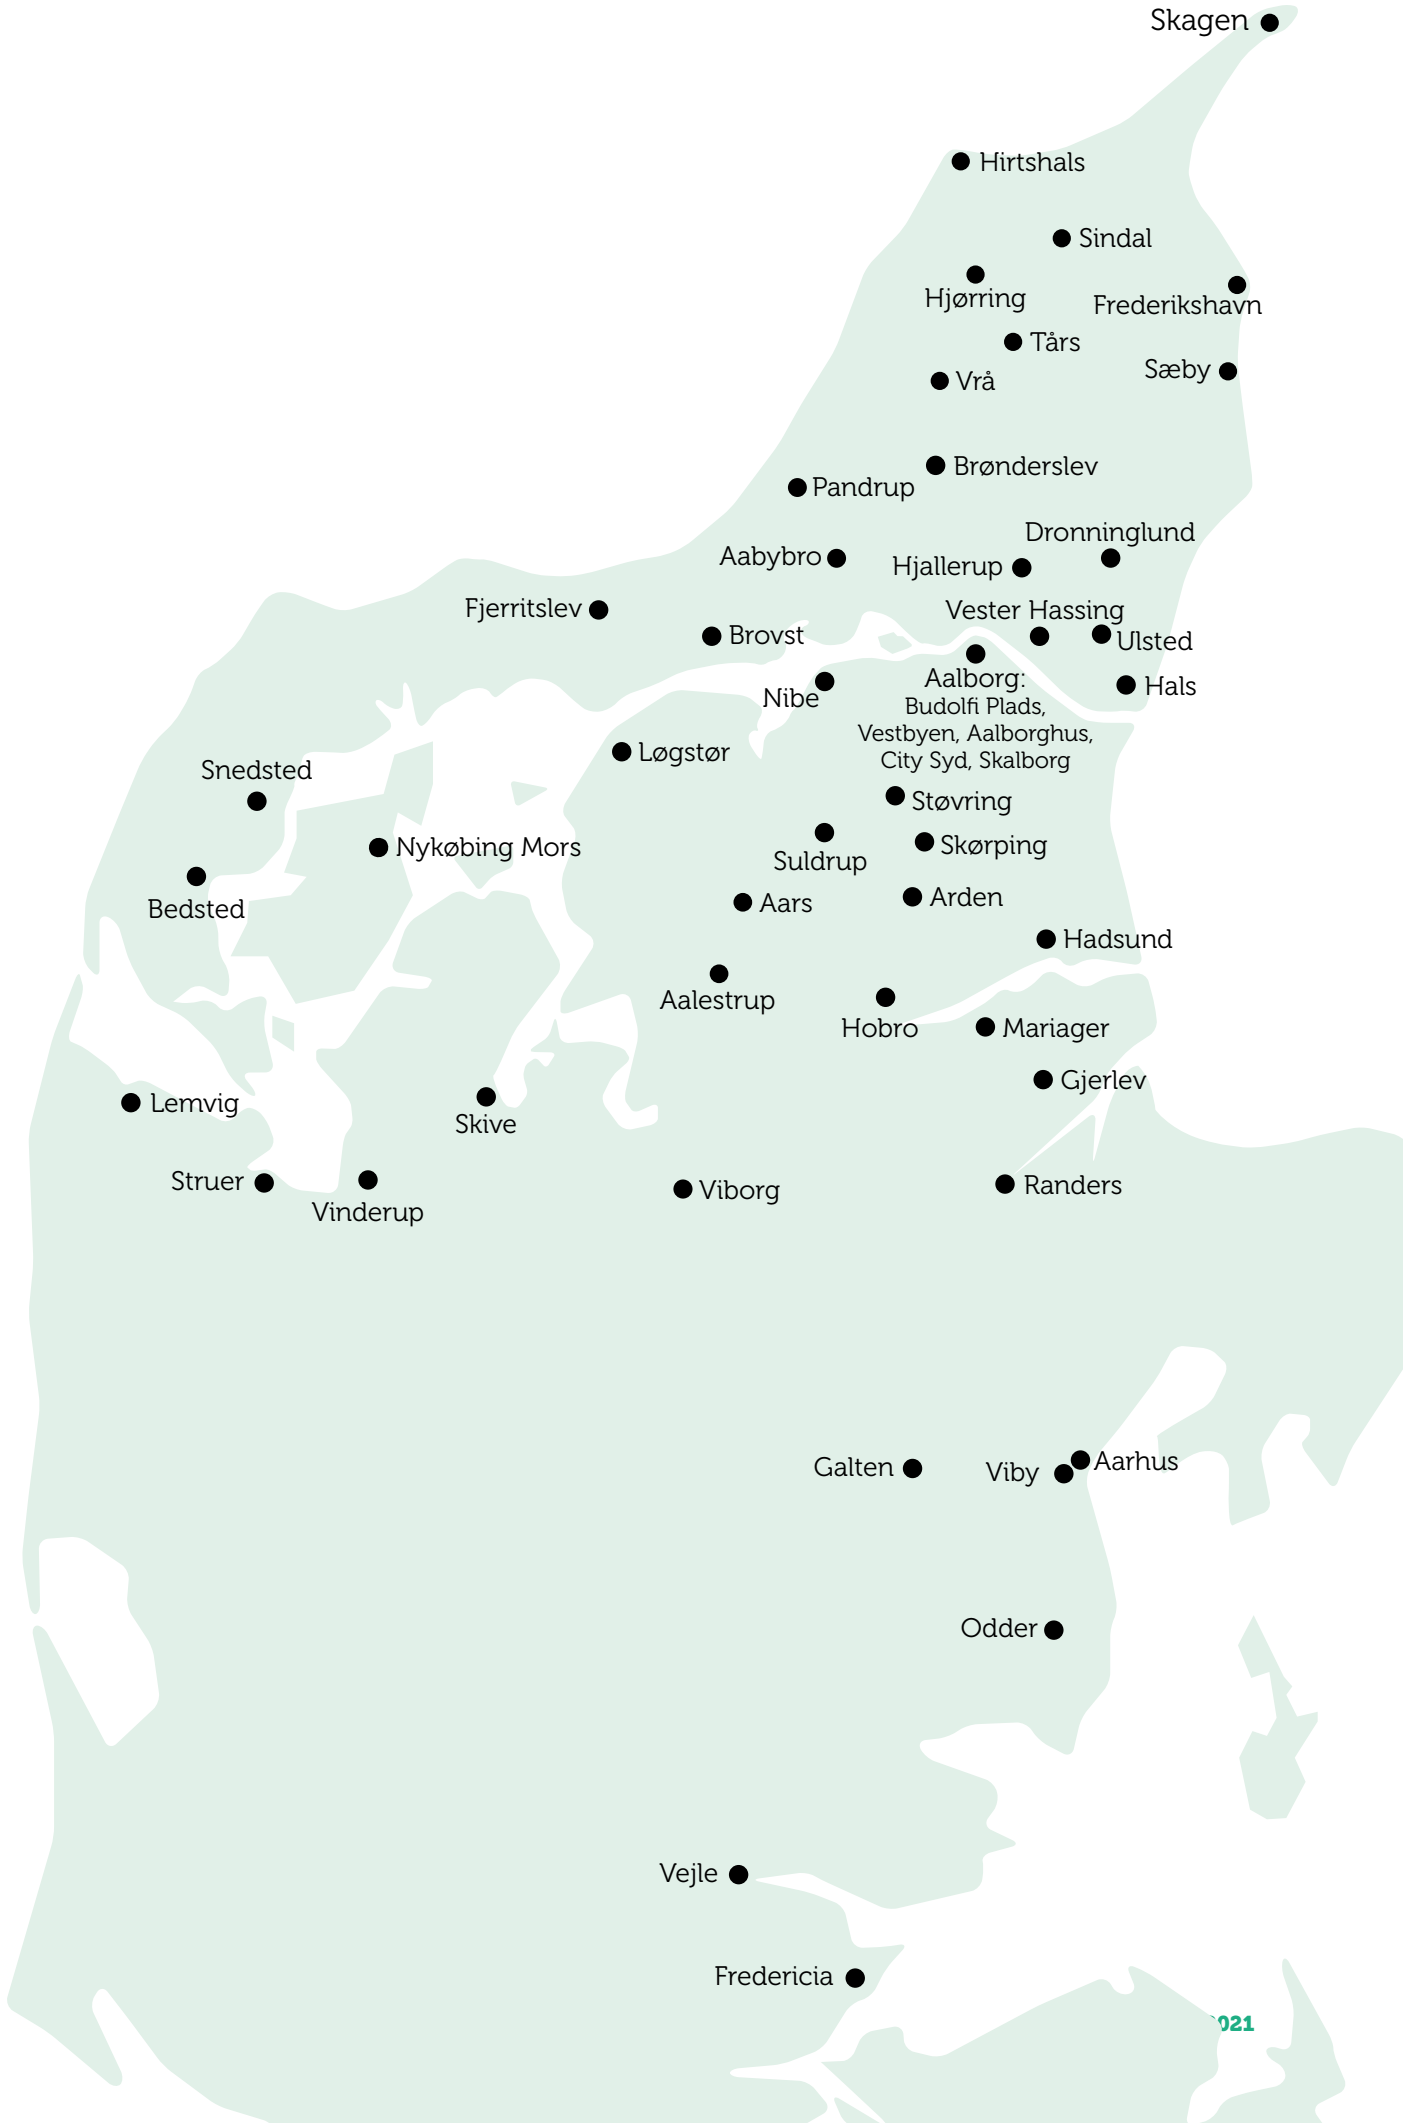 Skagen
Hirtshals
Sindal
Hjørring
Frederikshavn
Tårs
Sæby
Vrå
Brønderslev
Pandrup
Dronninglund
Aabybro
Hjallerup
Fjerritslev
Vester Hassing
Brovst
Ulsted
Aalborg:
Hals
Nibe
Budolfi Plads,
Vestbyen, Aalborghus,
City Syd, Skalborg
Løgstør
Snedsted
Støvring
Nykøbing Mors
Skørping
Suldrup
Bedsted
Aars
Arden
Hadsund
Aalestrup
Hobro
Mariager
Gjerlev
Lemvig
Skive
Struer
Viborg
Randers
Vinderup
Galten
Viby
Aarhus
Odder
Vejle
Fredericia
021